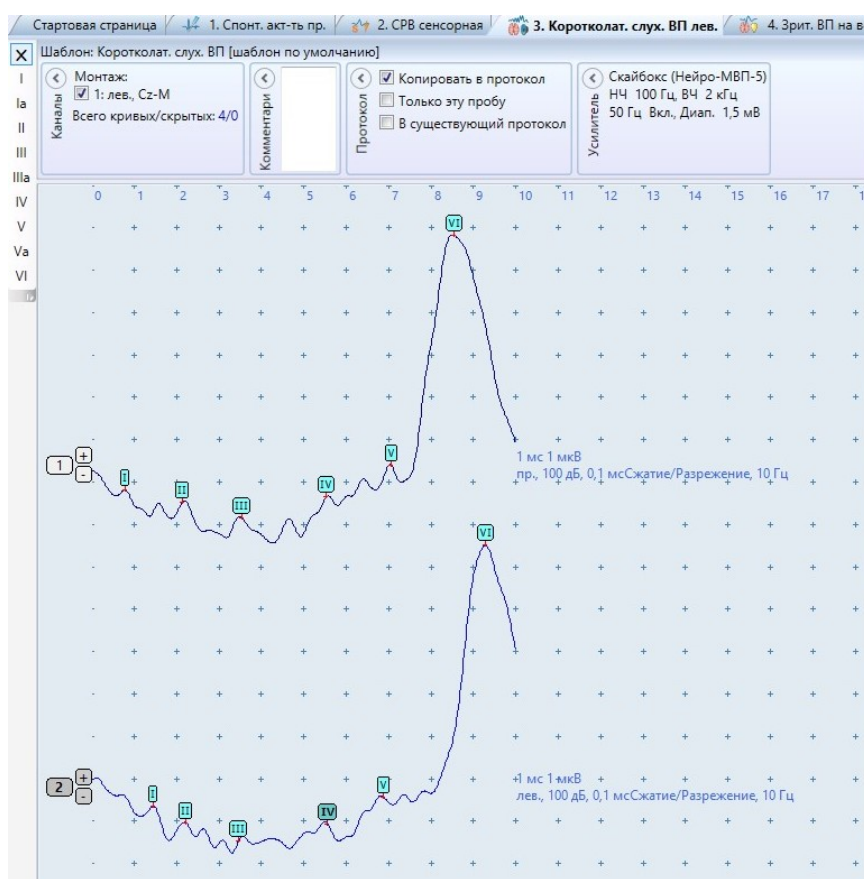 Стартовая страница 1. Спонт. акт-ть пр. 2. СРВ сенсорная 3. Коротколат. слух. ВП лев. 4. Зрит. ВП на в
X Шаблон: Коротколат. слух. ВП [шаблон по умолчанию]
I
Ia
II
III
IIIa
IV
V
Va
VI
Каналы
Монтаж:
1: лев., Cz-M
Всего кривых/скрытых: 4/0
Комментари
Протокол
Копировать в протокол
Только эту пробу
В существующий протокол
Усилитель
Скайбокс (Нейро-МВП-5)
НЧ 100 Гц, ВЧ 2 кГц
50 Гц Вкл., Диап. 1,5 мВ
0 1 2 3 4 5 6 7 8 9 10 11 12 13 14 15 16 17 1
VI
1 + -
I II III IV V
1 мс 1 мкВ
пр., 100 дБ, 0,1 мсСжатие/Разрежение, 10 Гц
VI
2 + -
I II III IV V
1 мс 1 мкВ
лев., 100 дБ, 0,1 мсСжатие/Разрежение, 10 Гц